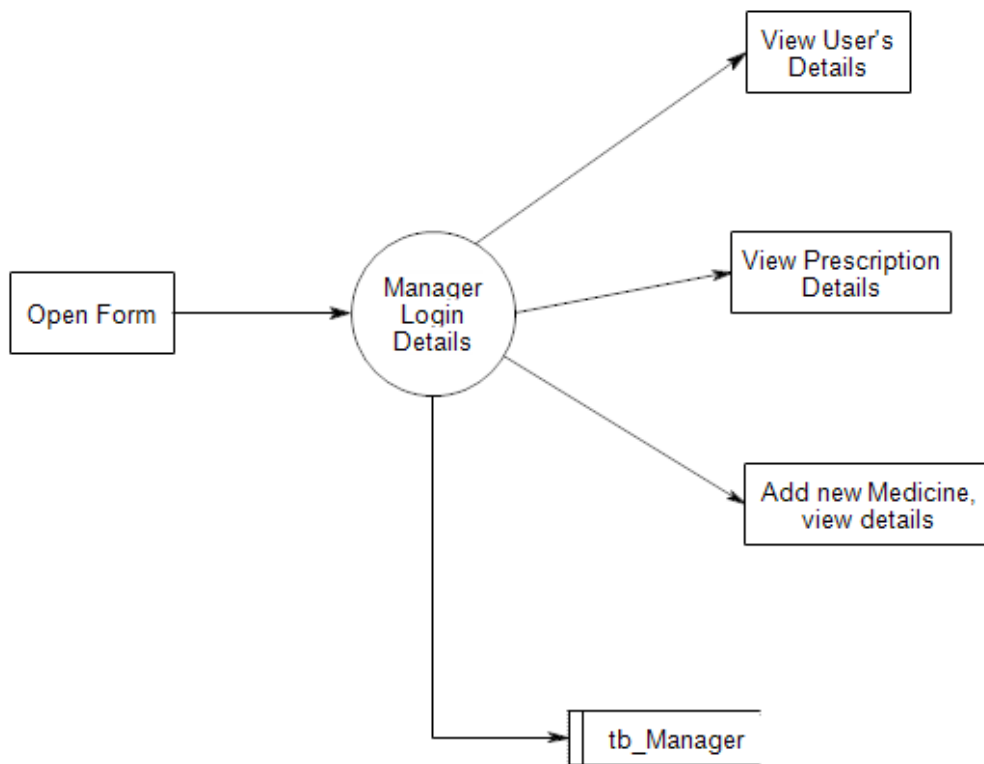 View User's
Details
Open Form
Manager
Login
Details
View Prescription
Details
Add new Medicine,
view details
tb_Manager